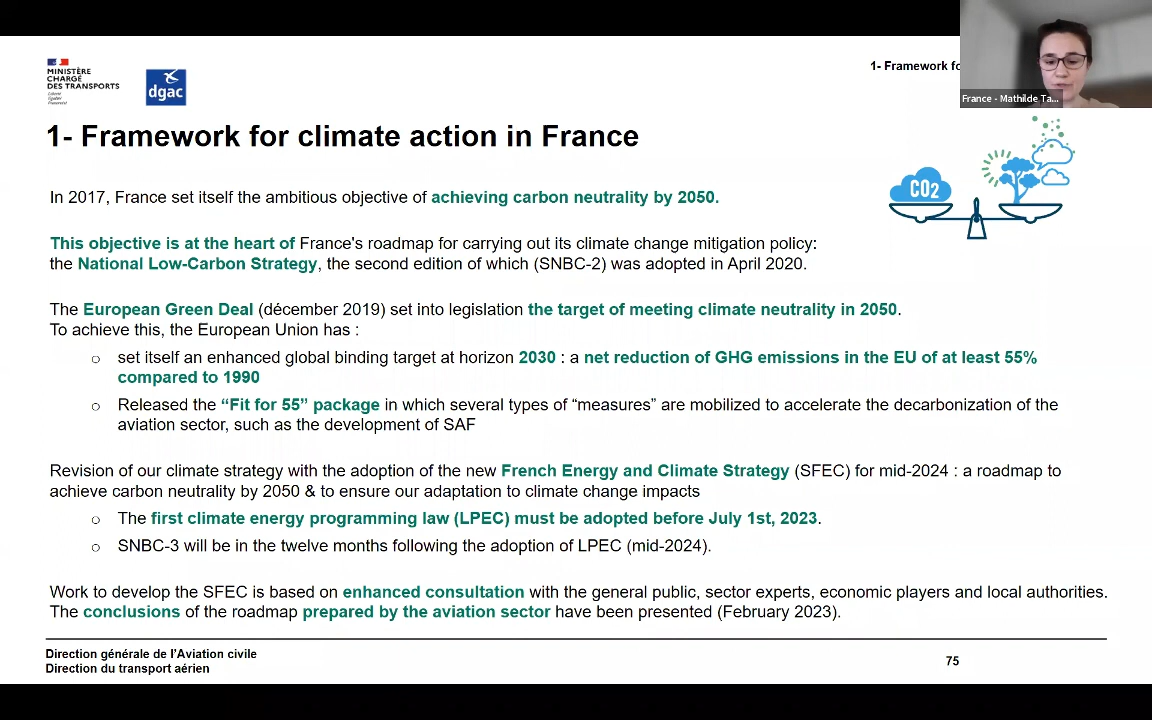 MINISTÈRE
CHARGÉ
DES TRANSPORTS
Liberté
Égalité
Fraternité
dgac
1- Framework fo
France - Mathilde Ta...
1- Framework for climate action in France
CO2
In 2017, France set itself the ambitious objective of achieving carbon neutrality by 2050.
This objective is at the heart of France's roadmap for carrying out its climate change mitigation policy:
the National Low-Carbon Strategy, the second edition of which (SNBC-2) was adopted in April 2020.
The European Green Deal (décember 2019) set into legislation the target of meeting climate neutrality in 2050.
To achieve this, the European Union has :
o set itself an enhanced global binding target at horizon 2030 : a net reduction of GHG emissions in the EU of at least 55%
compared to 1990
o Released the “Fit for 55” package in which several types of “measures” are mobilized to accelerate the decarbonization of the
aviation sector, such as the development of SAF
Revision of our climate strategy with the adoption of the new French Energy and Climate Strategy (SFEC) for mid-2024 : a roadmap to
achieve carbon neutrality by 2050 & to ensure our adaptation to climate change impacts
o The first climate energy programming law (LPEC) must be adopted before July 1st, 2023.
o SNBC-3 will be in the twelve months following the adoption of LPEC (mid-2024).
Work to develop the SFEC is based on enhanced consultation with the general public, sector experts, economic players and local authorities.
The conclusions of the roadmap prepared by the aviation sector have been presented (February 2023).
Direction générale de l’Aviation civile
Direction du transport aérien
75